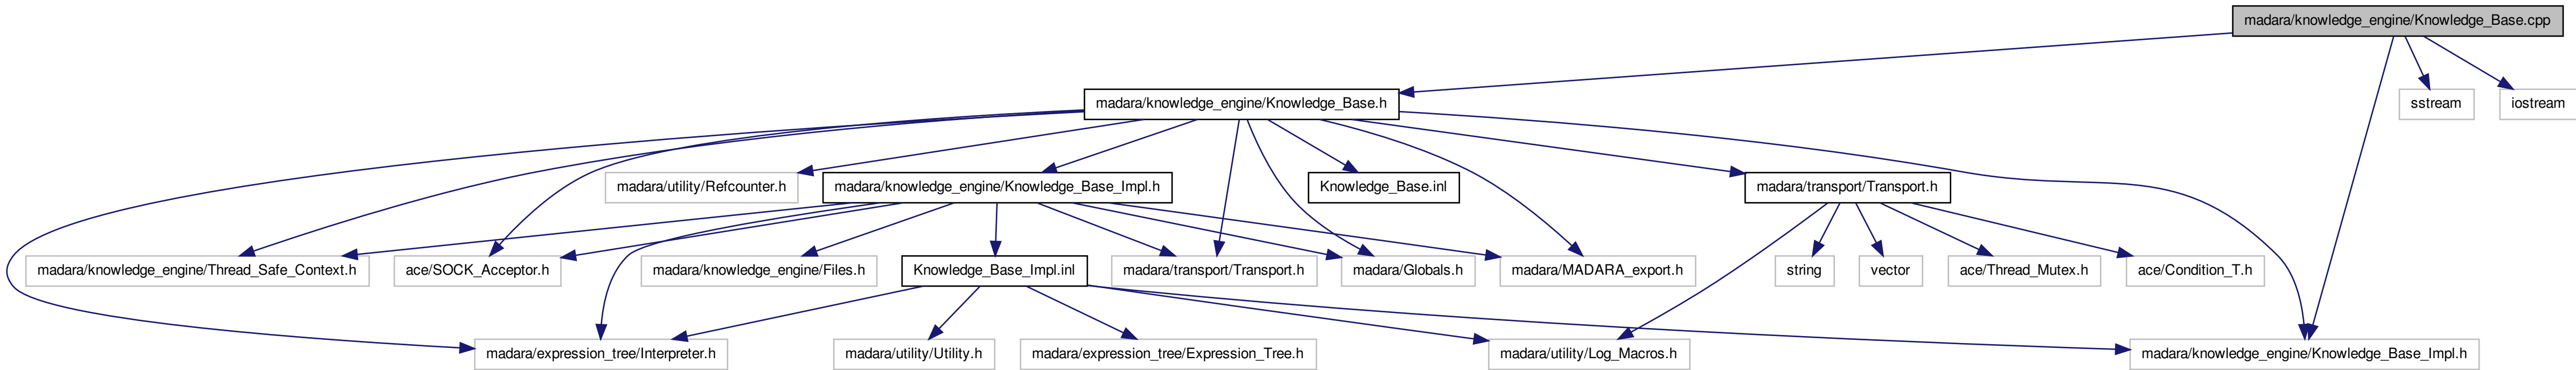 madara/knowledge_engine/Knowledge_Base.cpp
madara/knowledge_engine/Knowledge_Base.h
sstream
iostream
madara/utility/Refcounter.h
madara/knowledge_engine/Knowledge_Base_Impl.h
Knowledge_Base.inl
madara/transport/Transport.h
madara/knowledge_engine/Thread_Safe_Context.h
ace/SOCK_Acceptor.h
madara/knowledge_engine/Files.h
Knowledge_Base_Impl.inl
madara/transport/Transport.h
madara/Globals.h
madara/MADARA_export.h
string
vector
ace/Thread_Mutex.h
ace/Condition_T.h
madara/expression_tree/Interpreter.h
madara/utility/Utility.h
madara/expression_tree/Expression_Tree.h
madara/utility/Log_Macros.h
madara/knowledge_engine/Knowledge_Base_Impl.h